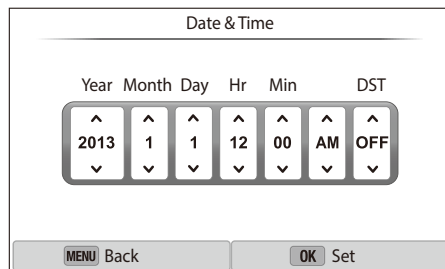 Date & Time
Year Month Day Hr Min DST
2013 1 1 12 00 AM OFF
MENU Back OK Set